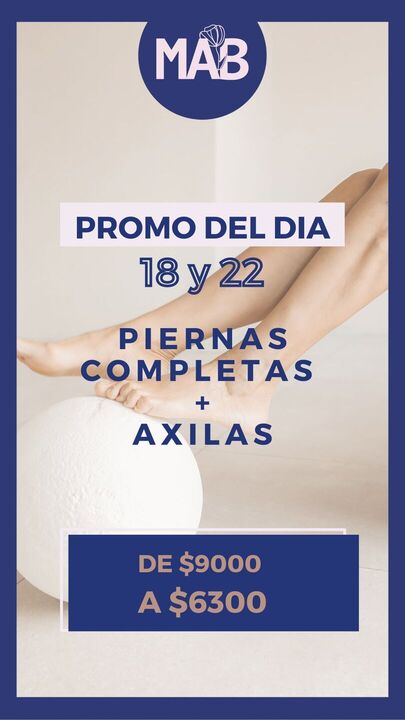 MAB
PROMO DEL DIA
18 y 22
PIERNAS
COMPLETAS
+
AXILAS
DE $9000
A $6300